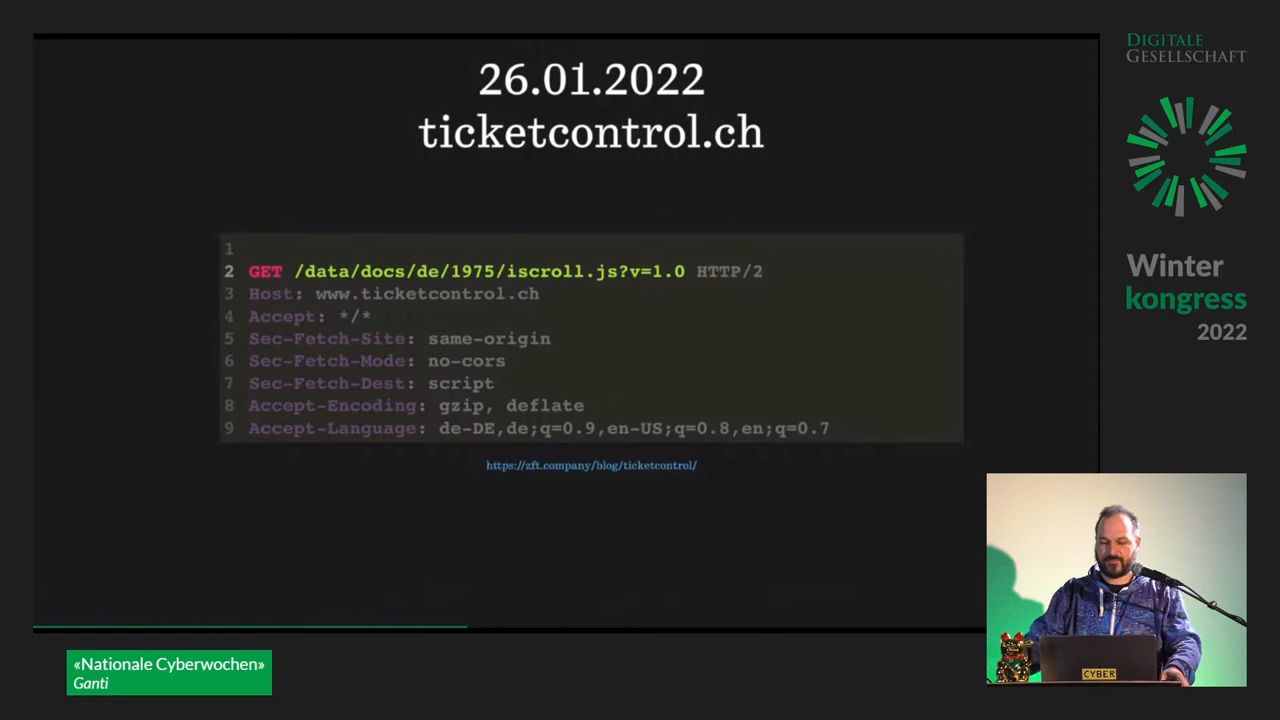 26.01.2022
ticketcontrol.ch
1
2 GET /data/docs/de/1975/iscroll.js?v=1.0 HTTP/2
3 Host: www.ticketcontrol.ch
4 Accept: */*
5 Sec-Fetch-Site: same-origin
6 Sec-Fetch-Mode: no-cors
7 Sec-Fetch-Dest: script
8 Accept-Encoding: gzip, deflate
9 Accept-Language: de-DE,de;q=0.9,en-US;q=0.8,en;q=0.7
https://zft.company/blog/ticketcontrol/
DIGITALE
GESELLSCHAFT
Winter
kongress
2022
CYBER
«Nationale Cyberwochen»
Ganti